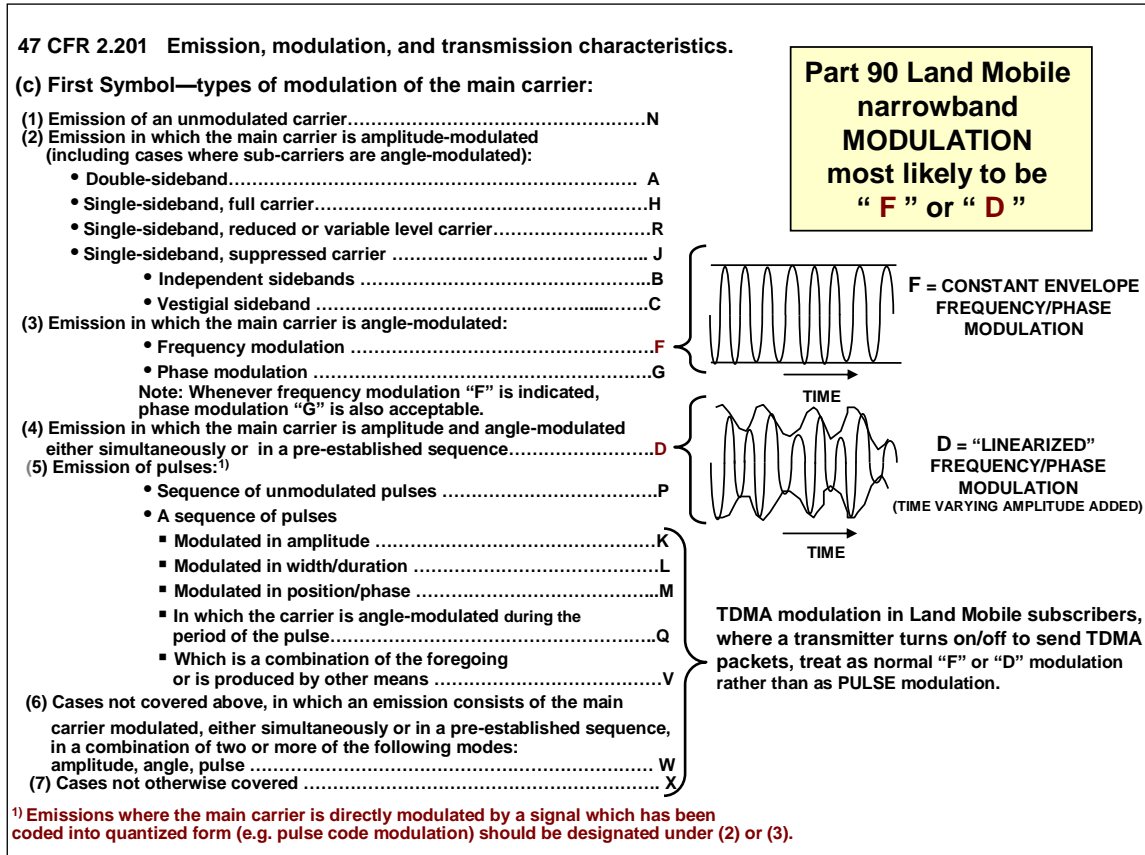 47 CFR 2.201 Emission, modulation, and transmission characteristics.
(c) First Symbol—types of modulation of the main carrier:
(1) Emission of an unmodulated carrier……………………………………………N
(2) Emission in which the main carrier is amplitude-modulated
(including cases where sub-carriers are angle-modulated):
• Double-sideband……………………………………………………… A
• Single-sideband, full carrier…………………………………………H
• Single-sideband, reduced or variable level carrier………………R
• Single-sideband, suppressed carrier ……………………………….. J
• Independent sidebands ……………………………………...B
• Vestigial sideband ……………………………………......…….C
(3) Emission in which the main carrier is angle-modulated:
• Frequency modulation ………………………………………….F
• Phase modulation ……………………………………………….G
Note: Whenever frequency modulation “F” is indicated,
phase modulation “G” is also acceptable.
(4) Emission in which the main carrier is amplitude and angle-modulated
either simultaneously or in a pre-established sequence…………………..D
(5) Emission of pulses:1)
• Sequence of unmodulated pulses ……………………………P
• A sequence of pulses
▪ Modulated in amplitude ………………………………………K
▪ Modulated in width/duration …………………………………L
▪ Modulated in position/phase ………………………………...M
▪ In which the carrier is angle-modulated during the
period of the pulse……………………………………………Q
▪ Which is a combination of the foregoing
or is produced by other means ……………………………V
(6) Cases not covered above, in which an emission consists of the main
carrier modulated, either simultaneously or in a pre-established sequence,
in a combination of two or more of the following modes:
amplitude, angle, pulse …………………………………………………… W
(7) Cases not otherwise covered …………………………………………….. X
1) Emissions where the main carrier is directly modulated by a signal which has been
coded into quantized form (e.g. pulse code modulation) should be designated under (2) or (3).
Part 90 Land Mobile
narrowband
MODULATION
most likely to be
“ F ” or “ D ”
F = CONSTANT ENVELOPE
FREQUENCY/PHASE
MODULATION
TIME
D = “LINEARIZED”
FREQUENCY/PHASE
MODULATION
(TIME VARYING AMPLITUDE ADDED)
TIME
TDMA modulation in Land Mobile subscribers,
where a transmitter turns on/off to send TDMA
packets, treat as normal “F” or “D” modulation
rather than as PULSE modulation.